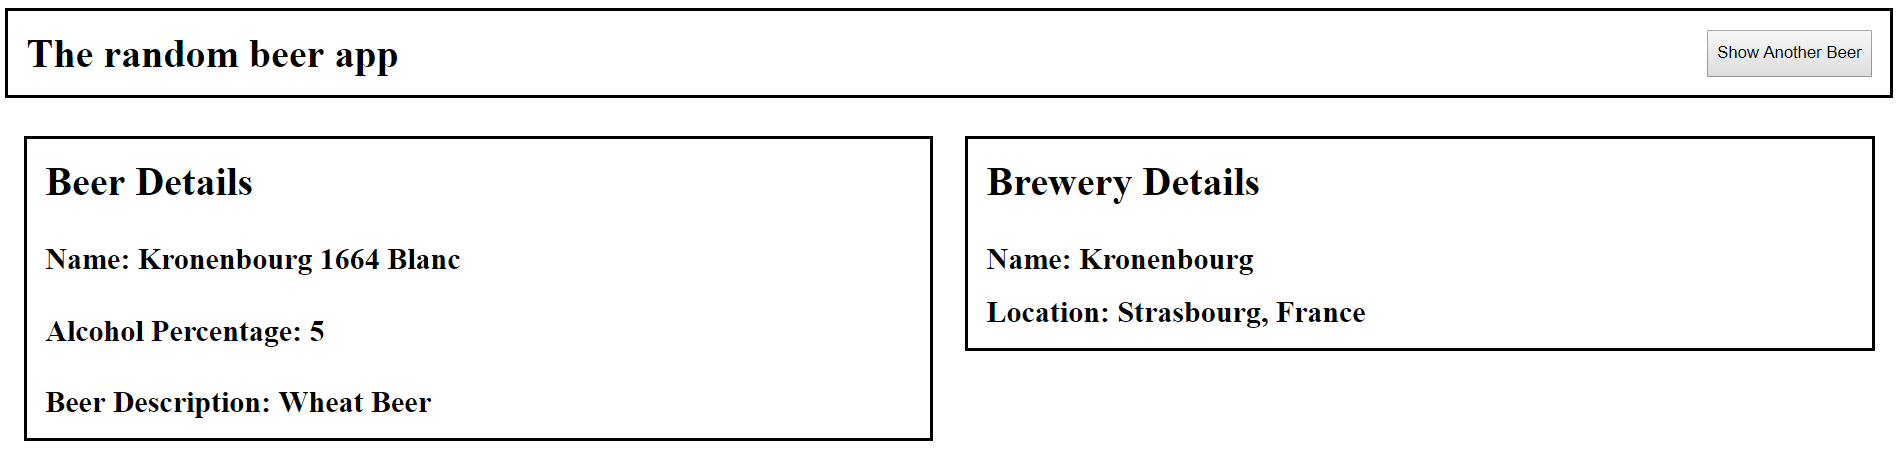 The random beer app
Show Another Beer
Beer Details
Name: Kronenbourg 1664 Blanc
Alcohol Percentage: 5
Beer Description: Wheat Beer
Brewery Details
Name: Kronenbourg
Location: Strasbourg, France